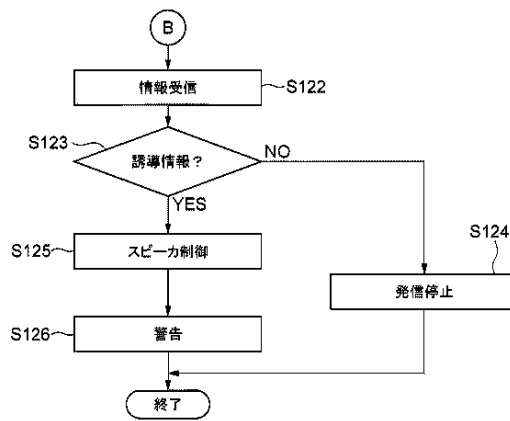 B
情報受信
S122
S123
誘導情報?
NO
YES
S124
S125
スピーカ制御
発信停止
S126
警告
終了